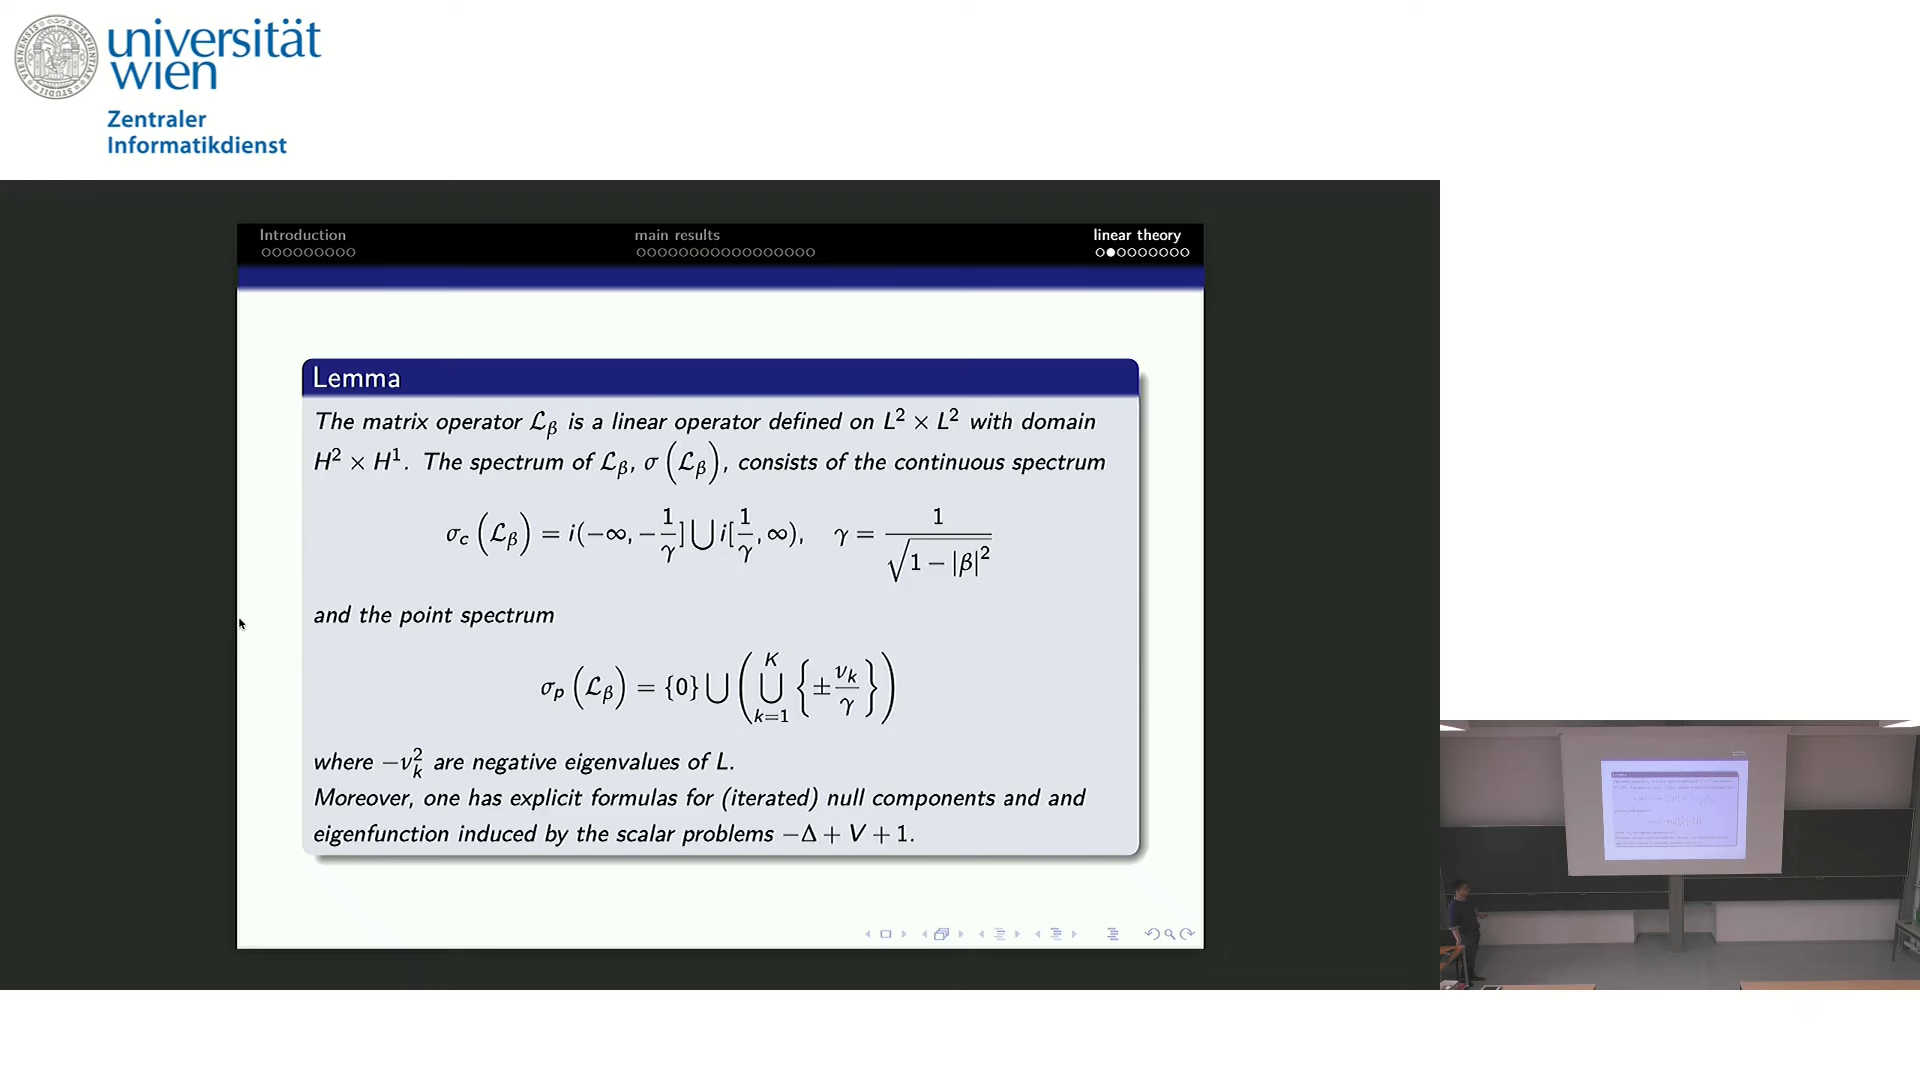 universität
wien
Zentraler
Informatikdienst
Introduction main results linear theory
Lemma
The matrix operator 𝓛_β is a linear operator defined on L² × L² with domain
H² × H¹. The spectrum of 𝓛_β, σ(𝓛_β), consists of the continuous spectrum
σ_c(𝓛_β) = i(−∞, −1/γ] ⋃ i[1/γ, ∞), γ = 1/√(1 − |β|²)
and the point spectrum
σ_p(𝓛_β) = {0} ⋃ (⋃_{k=1}^{K} {±ν_k/γ})
where −ν_k² are negative eigenvalues of L.
Moreover, one has explicit formulas for (iterated) null components and and
eigenfunction induced by the scalar problems −Δ + V + 1.